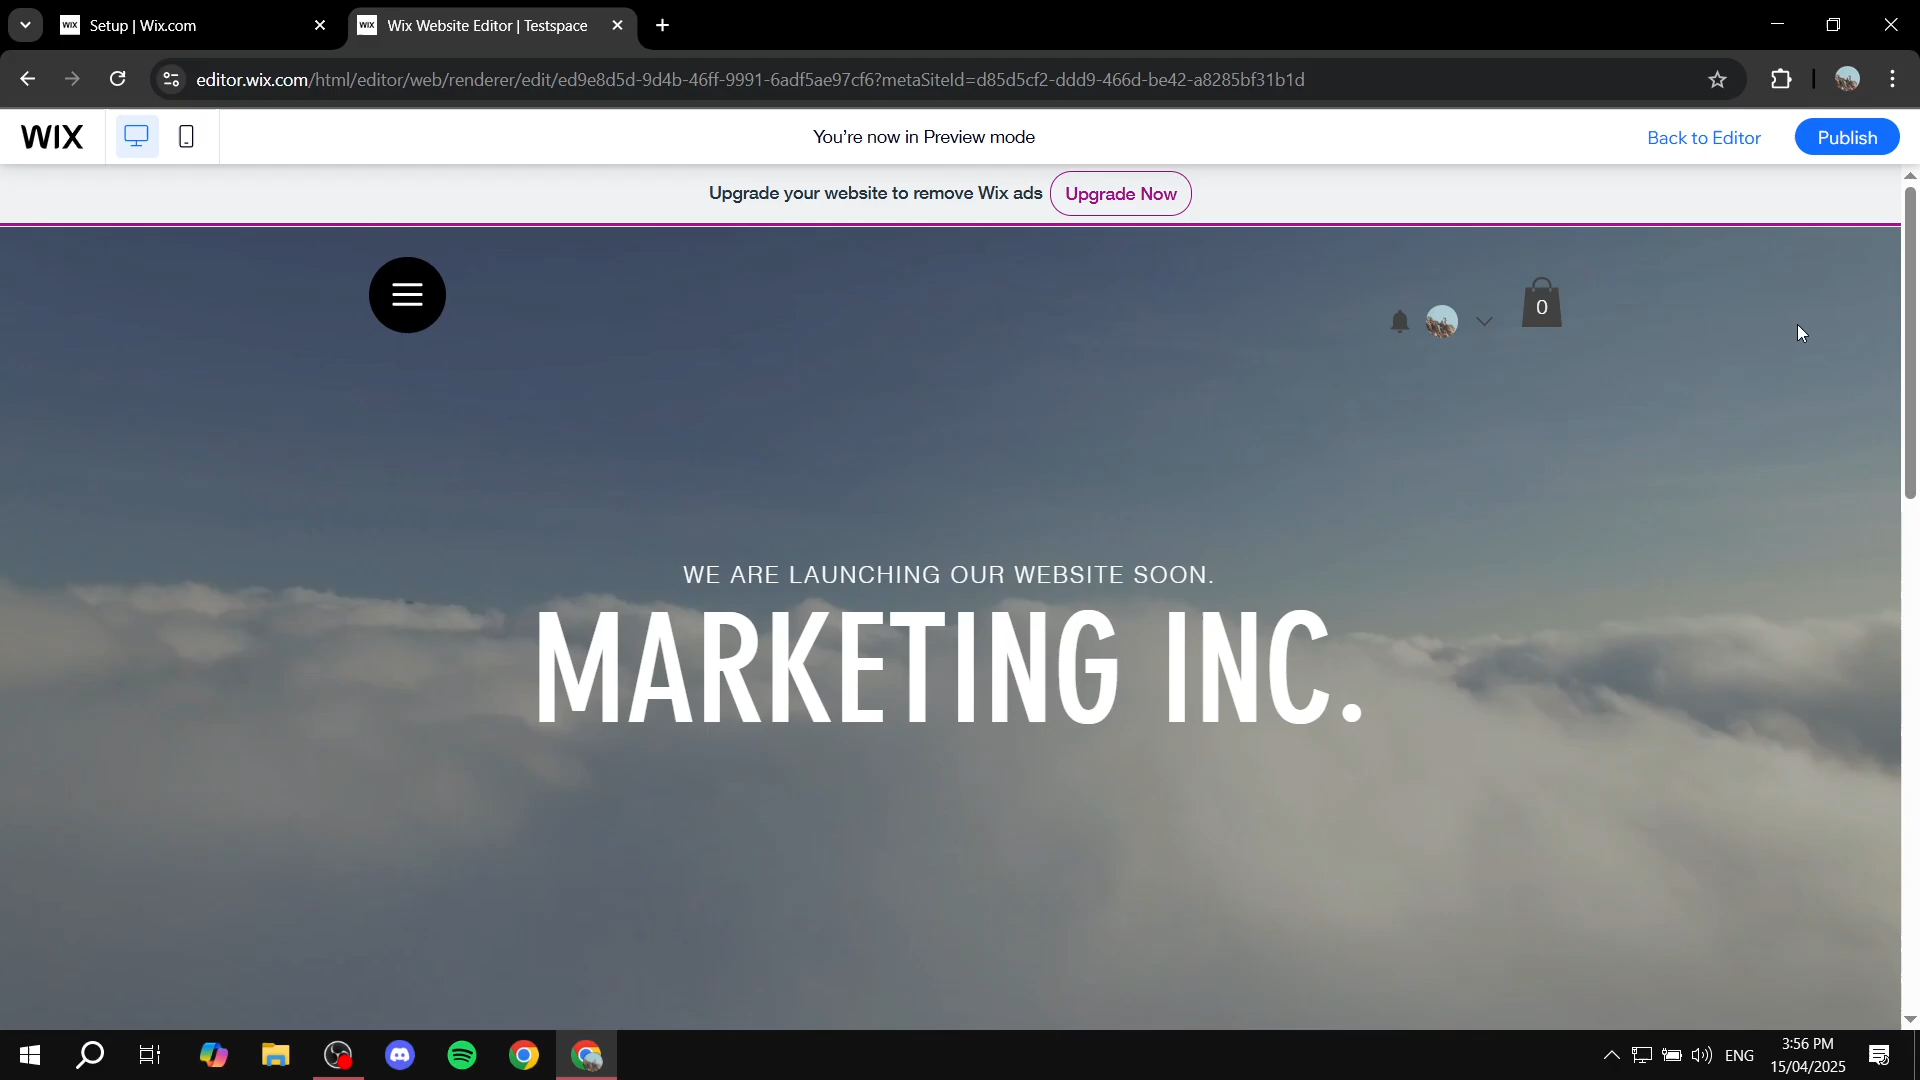 WIX Setup | Wix.com
WIX Wix Website Editor | Testspace
editor.wix.com/html/editor/web/renderer/edit/ed9e8d5d-9d4b-46ff-9991-6adf5ae97cf6?metaSiteId=d85d5cf2-ddd9-466d-be42-a8285bf31b1d
WIX
You're now in Preview mode
Back to Editor
Publish
Upgrade your website to remove Wix ads
Upgrade Now
0
WE ARE LAUNCHING OUR WEBSITE SOON.
MARKETING INC.
ENG
3:56 PM
15/04/2025